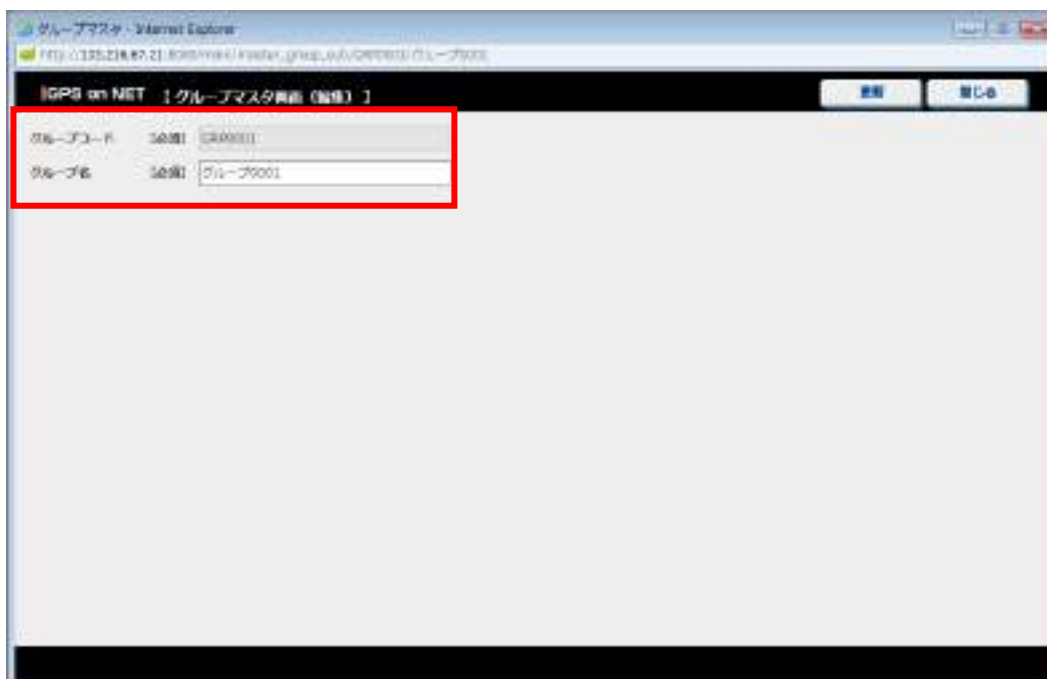 グループマスタ - Internet Explorer
IGPS on NET [ グループマスタ画面（編集） ]
更新
閉じる
グループコード [必須] GRP0001
グループ名 [必須] グループ0001